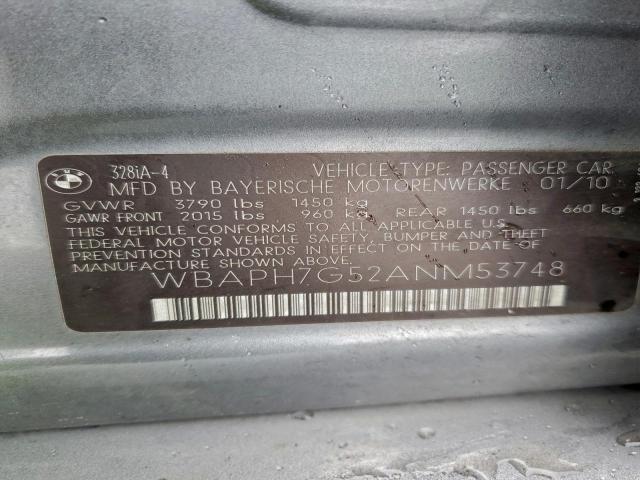 BMW
328iA-4
VEHICLE TYPE: PASSENGER CAR
MFD BY BAYERISCHE MOTORENWERKE 01/10
GVWR 3790 lbs 1450 kg
GAWR FRONT 2015 lbs 960 kg REAR 1450 lbs 660 kg
THIS VEHICLE CONFORMS TO ALL APPLICABLE U.S.
FEDERAL MOTOR VEHICLE SAFETY, BUMPER AND THEFT
PREVENTION STANDARDS IN EFFECT ON THE DATE OF
MANUFACTURE SHOWN ABOVE.
WBAPH7G52ANM53748